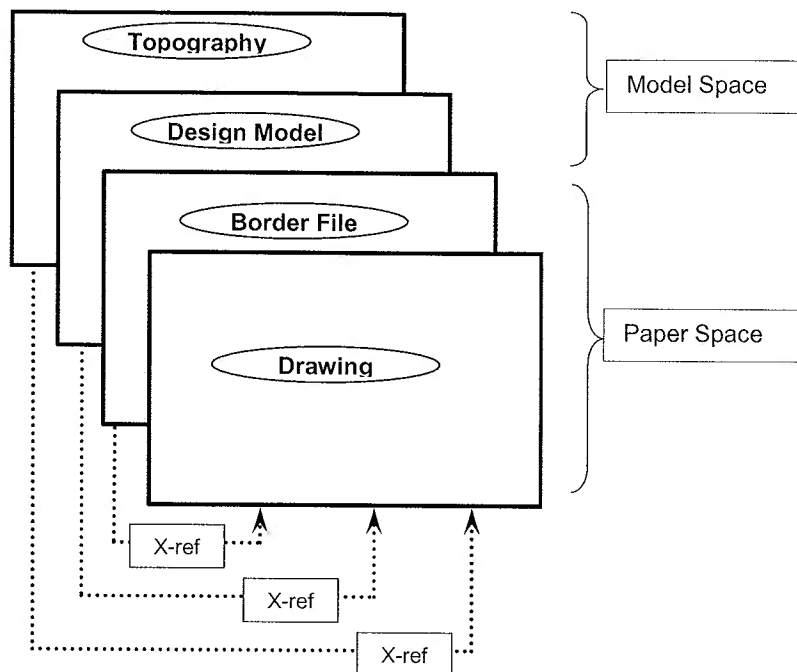 Topography
Model Space
Design Model
Border File
Paper Space
Drawing
X-ref
X-ref
X-ref